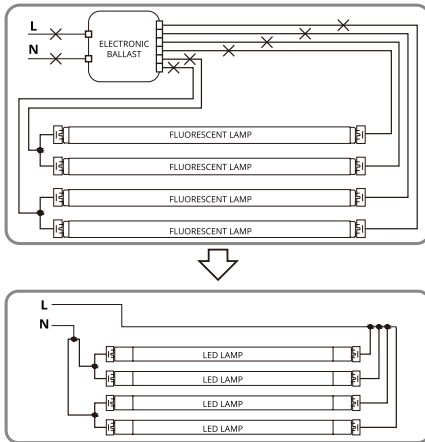 L
N
ELECTRONIC
BALLAST
FLUORESCENT LAMP
FLUORESCENT LAMP
FLUORESCENT LAMP
FLUORESCENT LAMP
L
N
LED LAMP
LED LAMP
LED LAMP
LED LAMP